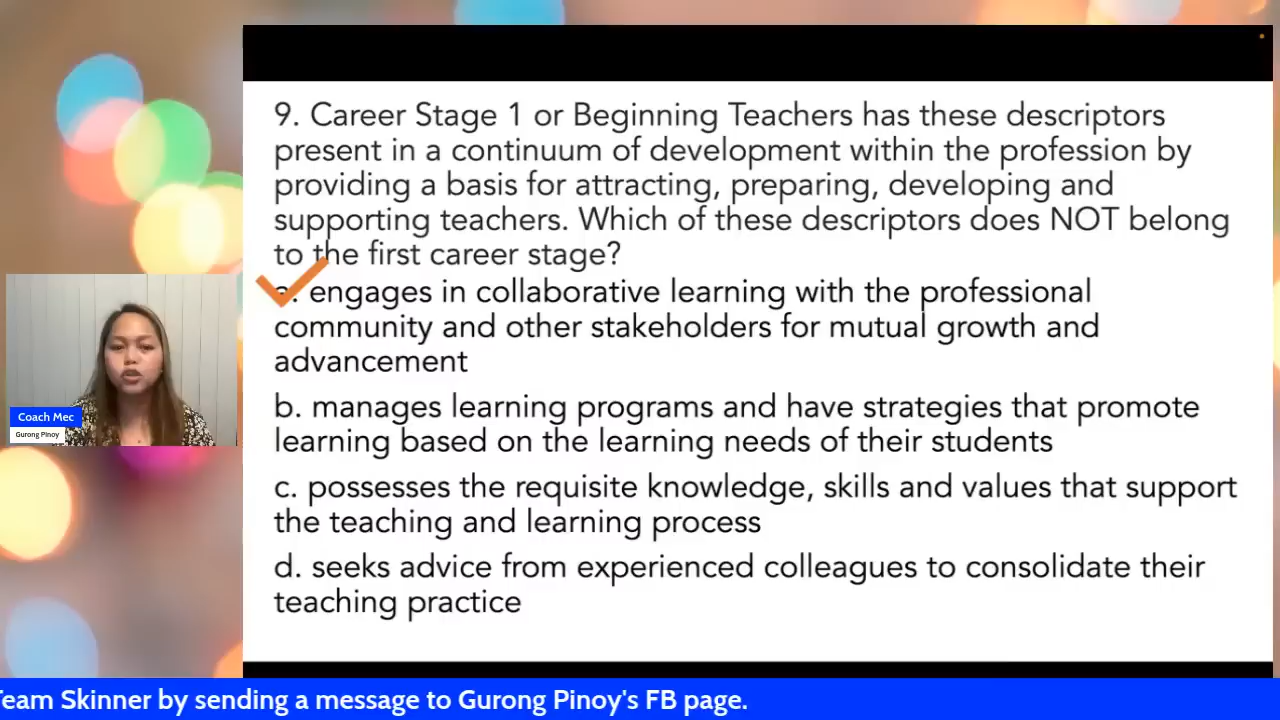 9. Career Stage 1 or Beginning Teachers has these descriptors
present in a continuum of development within the profession by
providing a basis for attracting, preparing, developing and
supporting teachers. Which of these descriptors does NOT belong
to the first career stage?
engages in collaborative learning with the professional
community and other stakeholders for mutual growth and
advancement
b. manages learning programs and have strategies that promote
learning based on the learning needs of their students
c. possesses the requisite knowledge, skills and values that support
the teaching and learning process
d. seeks advice from experienced colleagues to consolidate their
teaching practice
Coach Mec
Gurong Pinoy
Team Skinner by sending a message to Gurong Pinoy's FB page.